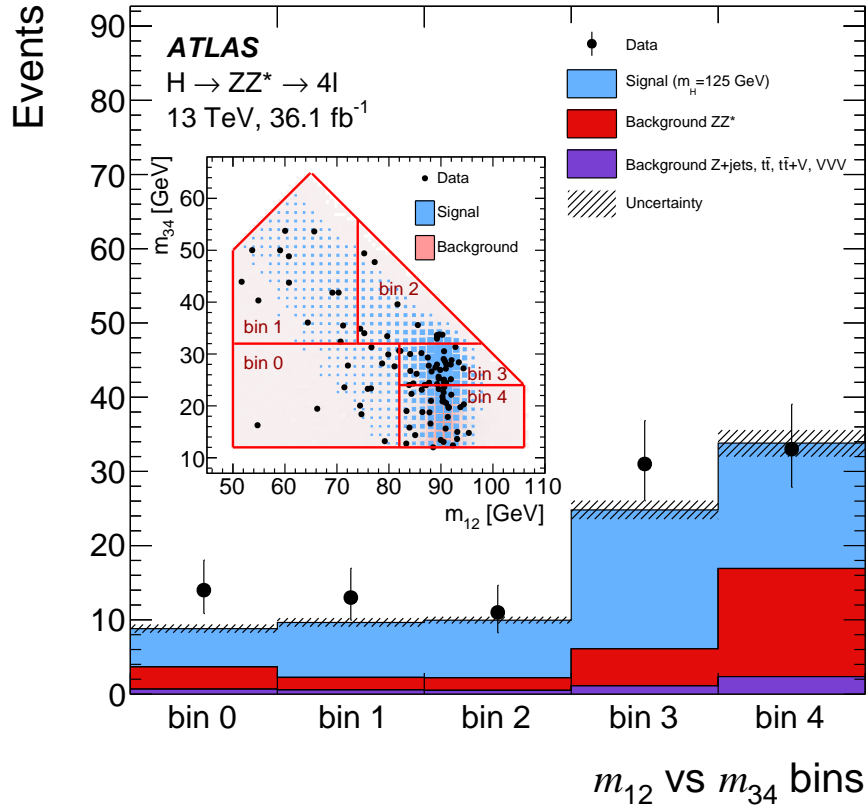 Events
90
80
70
60
50
40
30
20
10
0
ATLAS
H → ZZ* → 4l
13 TeV, 36.1 fb⁻¹
Data
Signal (m_H=125 GeV)
Background ZZ*
Background Z+jets, tt̄, tt̄+V, VVV
Uncertainty
m₃₄ [GeV]
60
50
40
30
20
10
Data
Signal
Background
bin 2
bin 1
bin 0
bin 3
bin 4
50 60 70 80 90 100 110
m₁₂ [GeV]
bin 0 bin 1 bin 2 bin 3 bin 4
m₁₂ vs m₃₄ bins